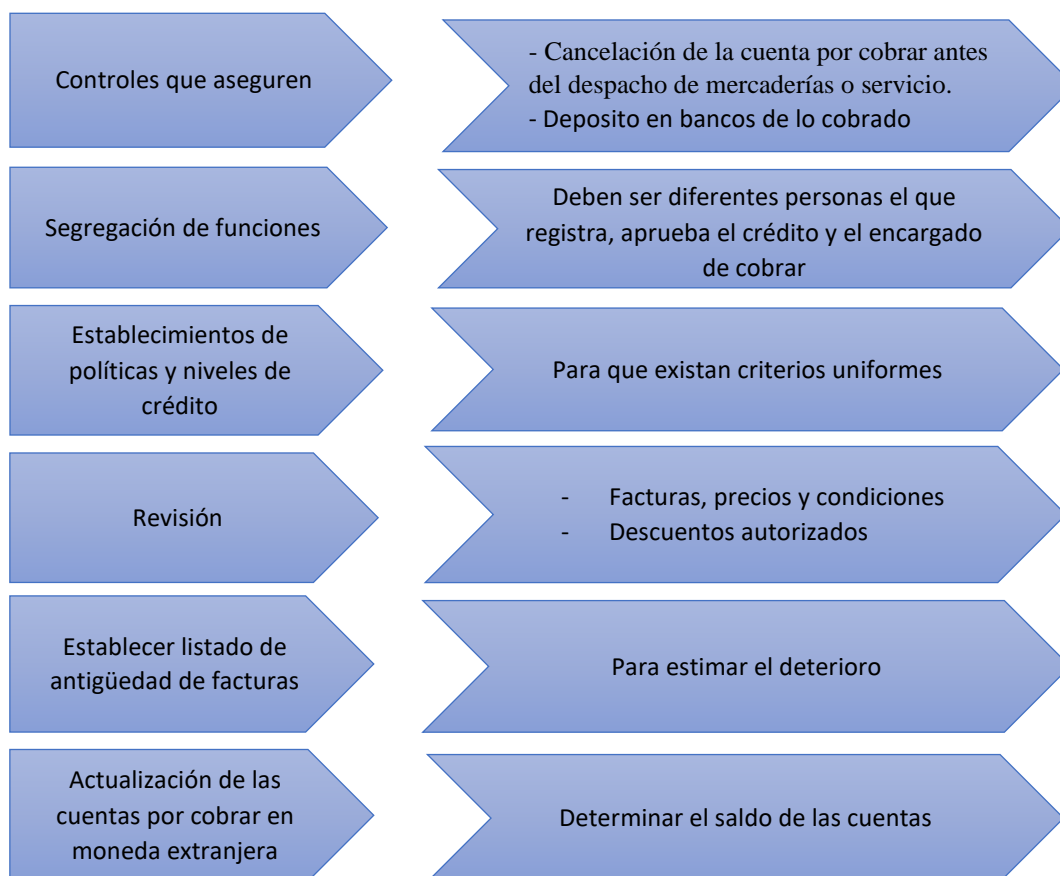 Controles que aseguren
- Cancelación de la cuenta por cobrar antes
del despacho de mercaderías o servicio.
- Deposito en bancos de lo cobrado
Segregación de funciones
Deben ser diferentes personas el que
registra, aprueba el crédito y el encargado
de cobrar
Establecimientos de
políticas y niveles de
crédito
Para que existan criterios uniformes
Revisión
- Facturas, precios y condiciones
- Descuentos autorizados
Establecer listado de
antigüedad de facturas
Para estimar el deterioro
Actualización de las
cuentas por cobrar en
moneda extranjera
Determinar el saldo de las cuentas